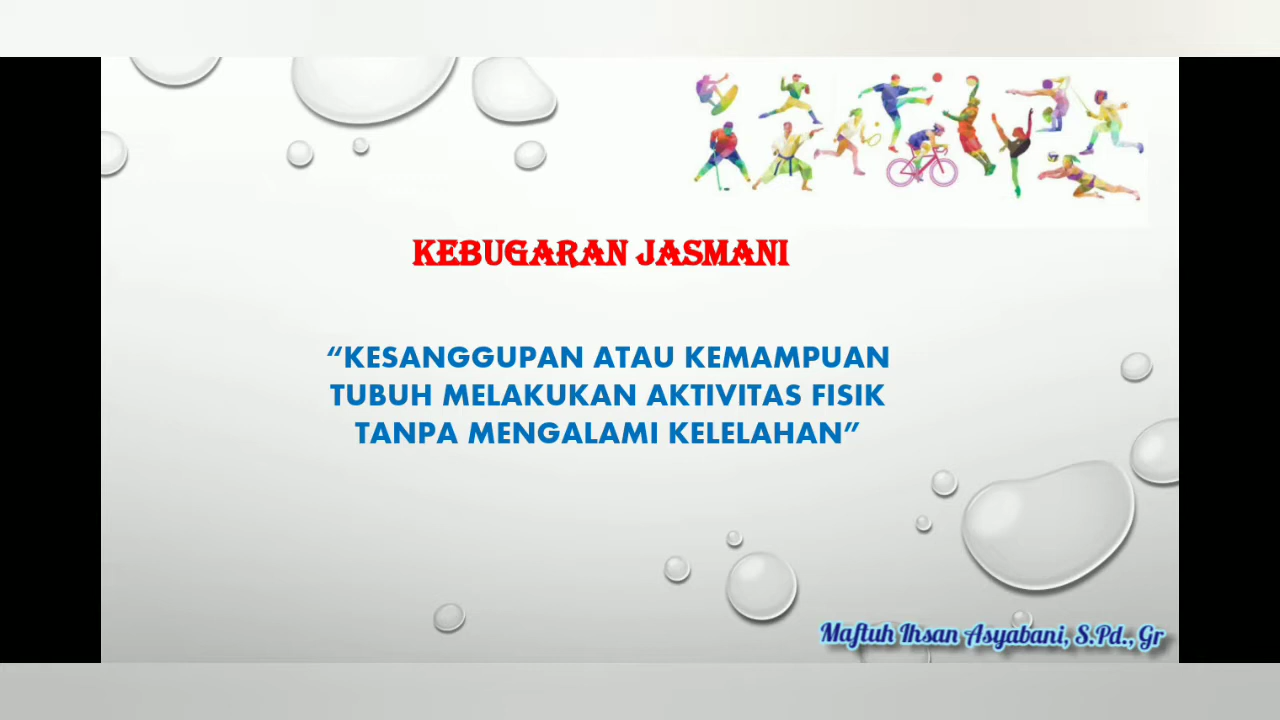 KEBUGARAN JASMANI
“KESANGGUPAN ATAU KEMAMPUAN
TUBUH MELAKUKAN AKTIVITAS FISIK
TANPA MENGALAMI KELELAHAN”
Maftuh Ihsan Asyabani, S.Pd., Gr